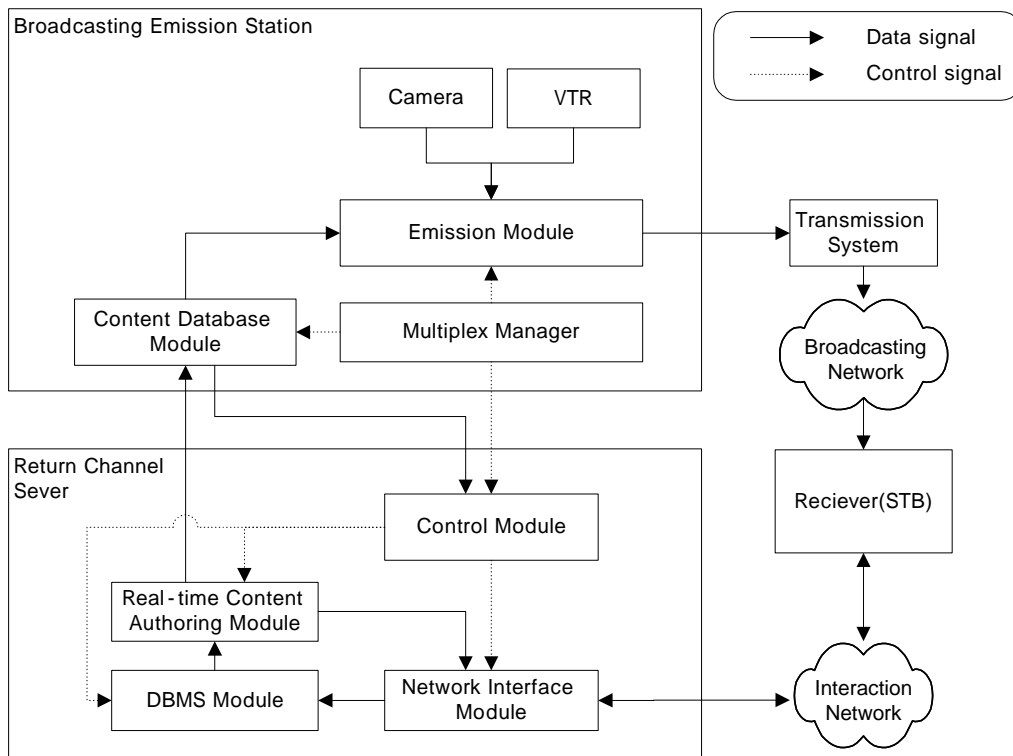 Broadcasting Emission Station
Data signal
Control signal
Camera
VTR
Emission Module
Transmission
System
Content Database
Module
Multiplex Manager
Broadcasting
Network
Return Channel
Sever
Control Module
Reciever(STB)
Real-time Content
Authoring Module
DBMS Module
Network Interface
Module
Interaction
Network